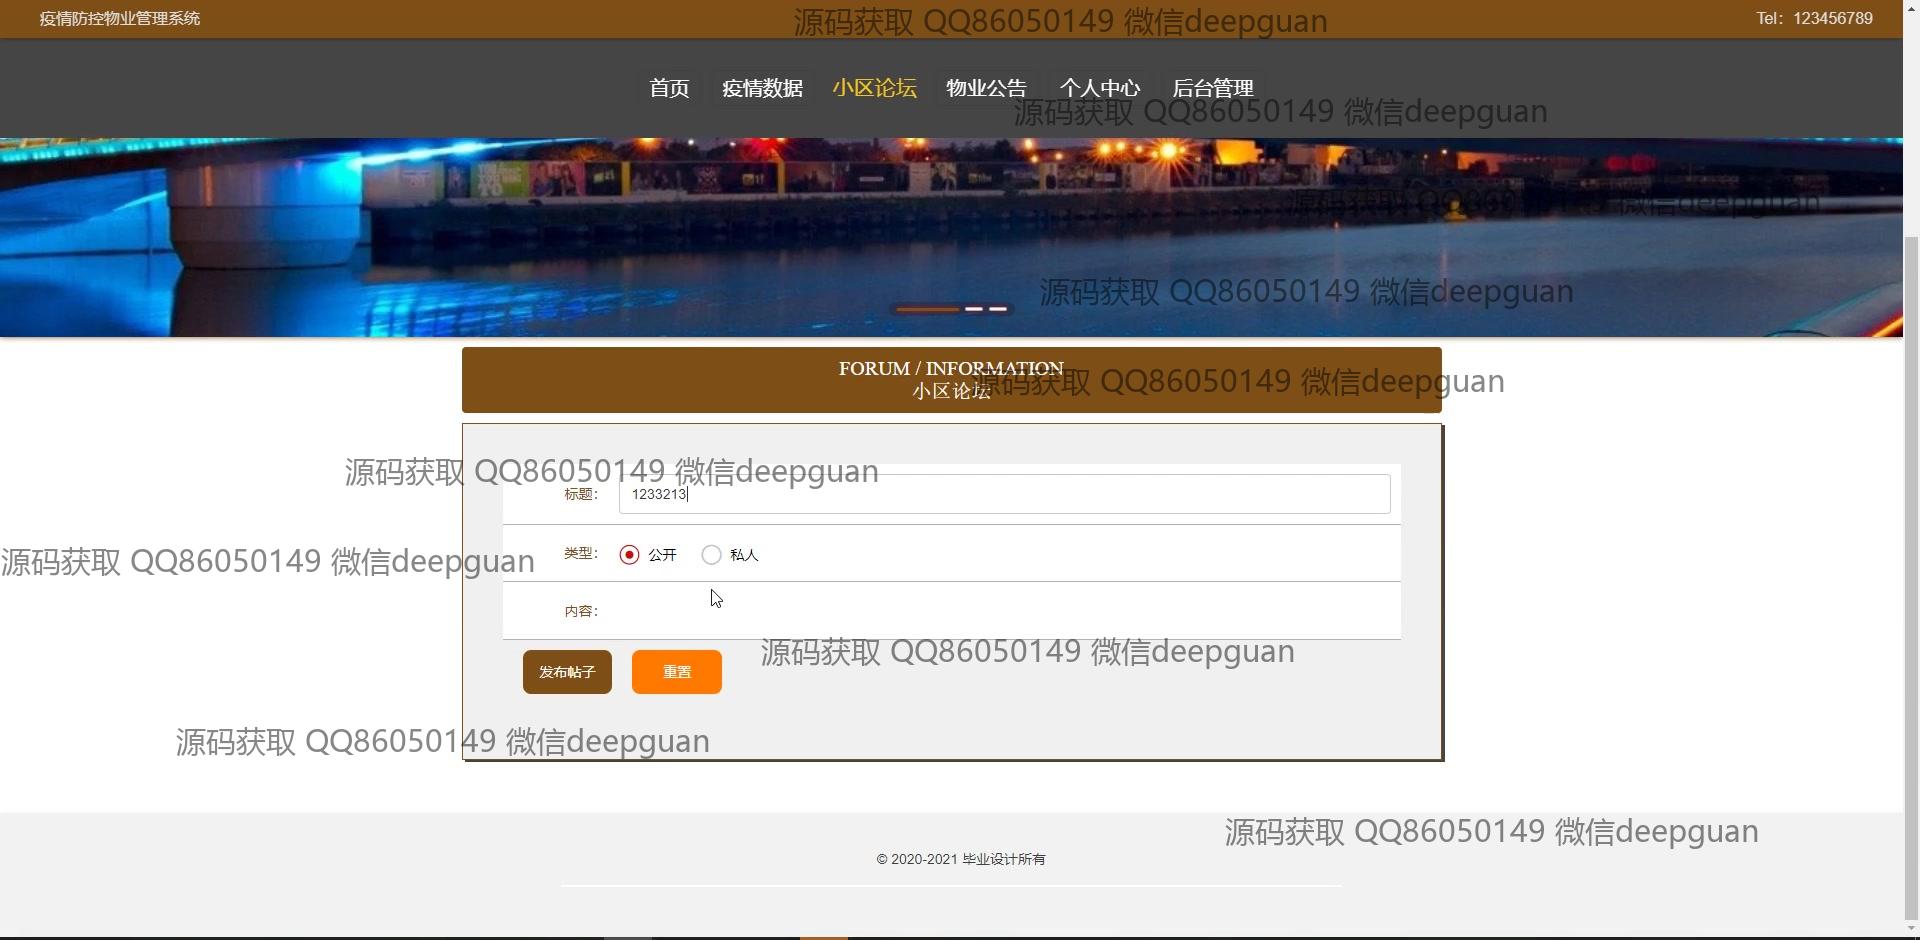 疫情防控物业管理系统
源码获取 QQ86050149 微信deepguan
Tel：123456789
首页 疫情数据 小区论坛 物业公告 个人中心 后台管理
源码获取 QQ86050149 微信deepguan
源码获取 QQ86050149 微信deepguan
源码获取 QQ86050149 微信deepguan
FORUM / INFORMATION
源码获取 QQ86050149 微信deepguan
小区论坛
源码获取 QQ86050149 微信deepguan
标题： 1233213
类型： 公开 私人
源码获取 QQ86050149 微信deepguan
内容：
源码获取 QQ86050149 微信deepguan
发布帖子 重置
源码获取 QQ86050149 微信deepguan
源码获取 QQ86050149 微信deepguan
© 2020-2021 毕业设计所有